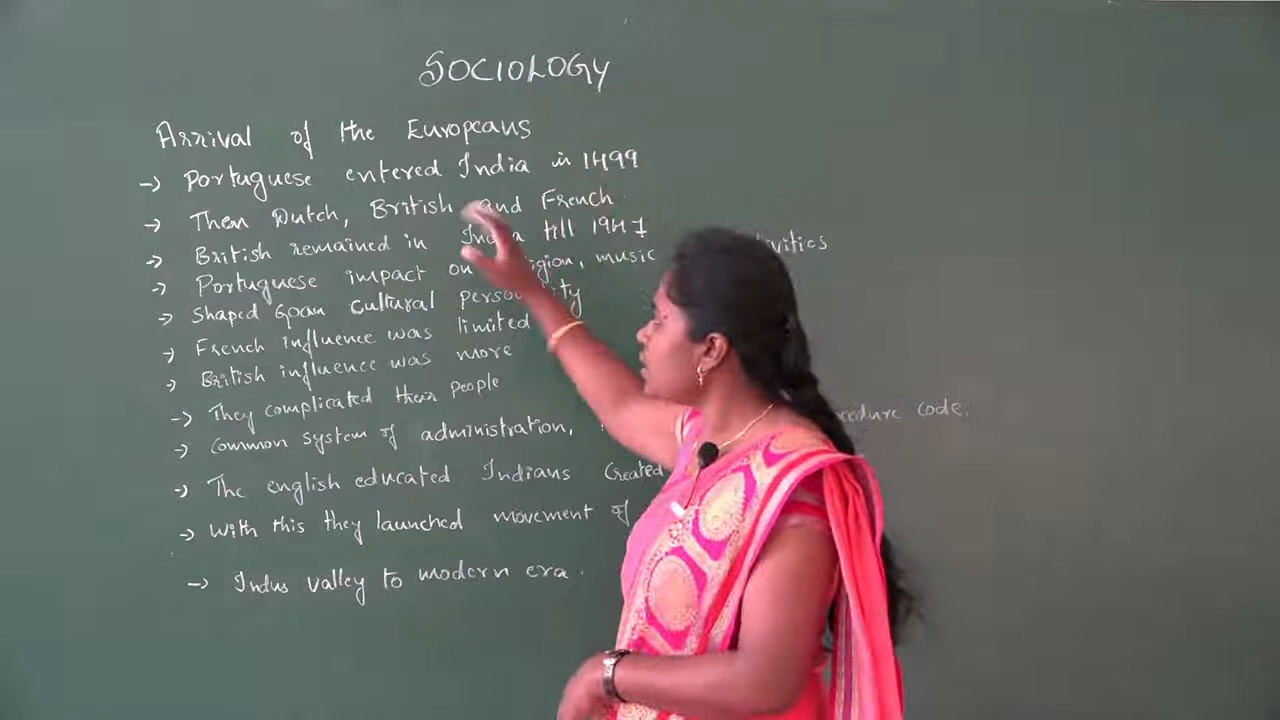 SOCIOLOGY
Arrival of the Europeans
-> Portuguese entered India in 1499
-> Then Dutch, British and French
-> British remained in India till 1947
-> Portuguese impact on music
-> Shaped Goan cultural
-> French influence was limited
-> British influence was more
-> They complicated their people
-> Common system of administration, code.
-> The english educated Indians Created
-> With this they launched movement of
-> Indus valley to modern era.